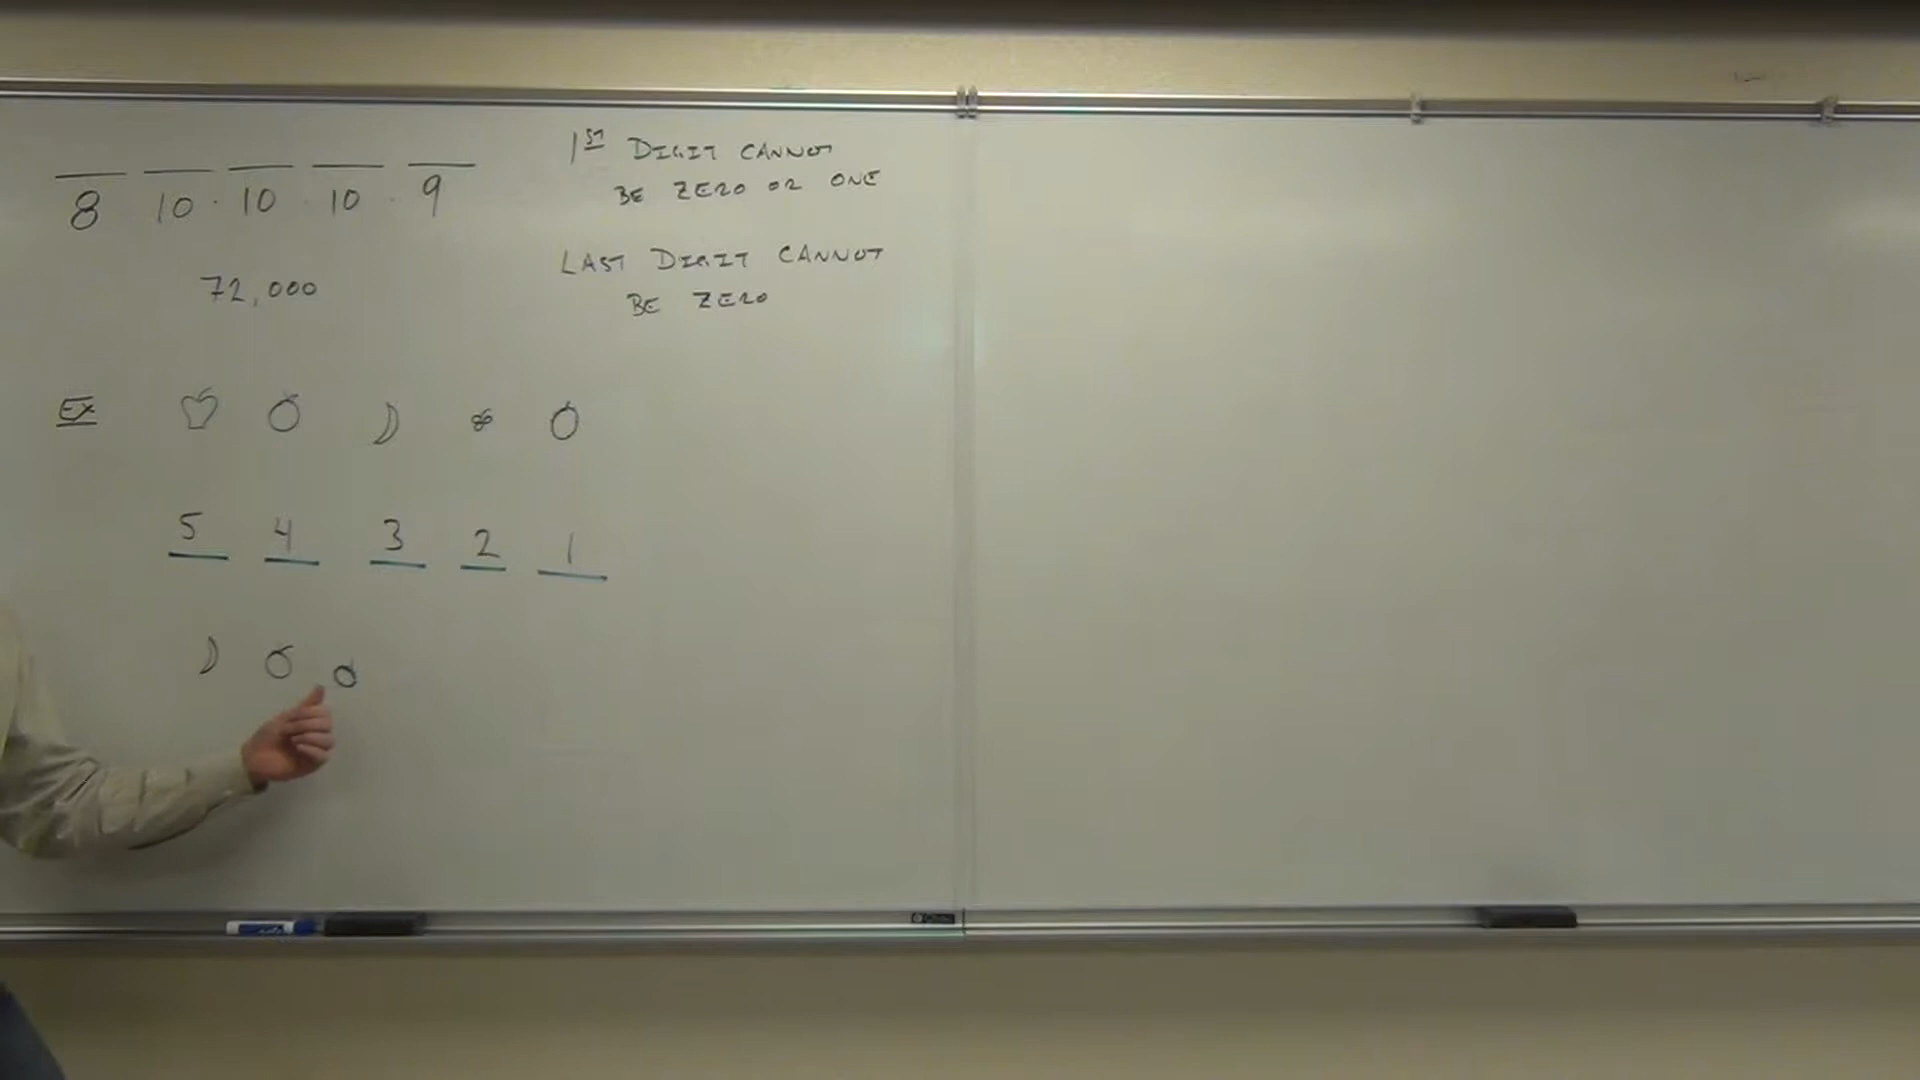 1ST DIGIT CANNOT
BE ZERO OR ONE
8 10 · 10 · 10 · 9
LAST DIGIT CANNOT
BE ZERO
72,000
EX
5 4 3 2 1